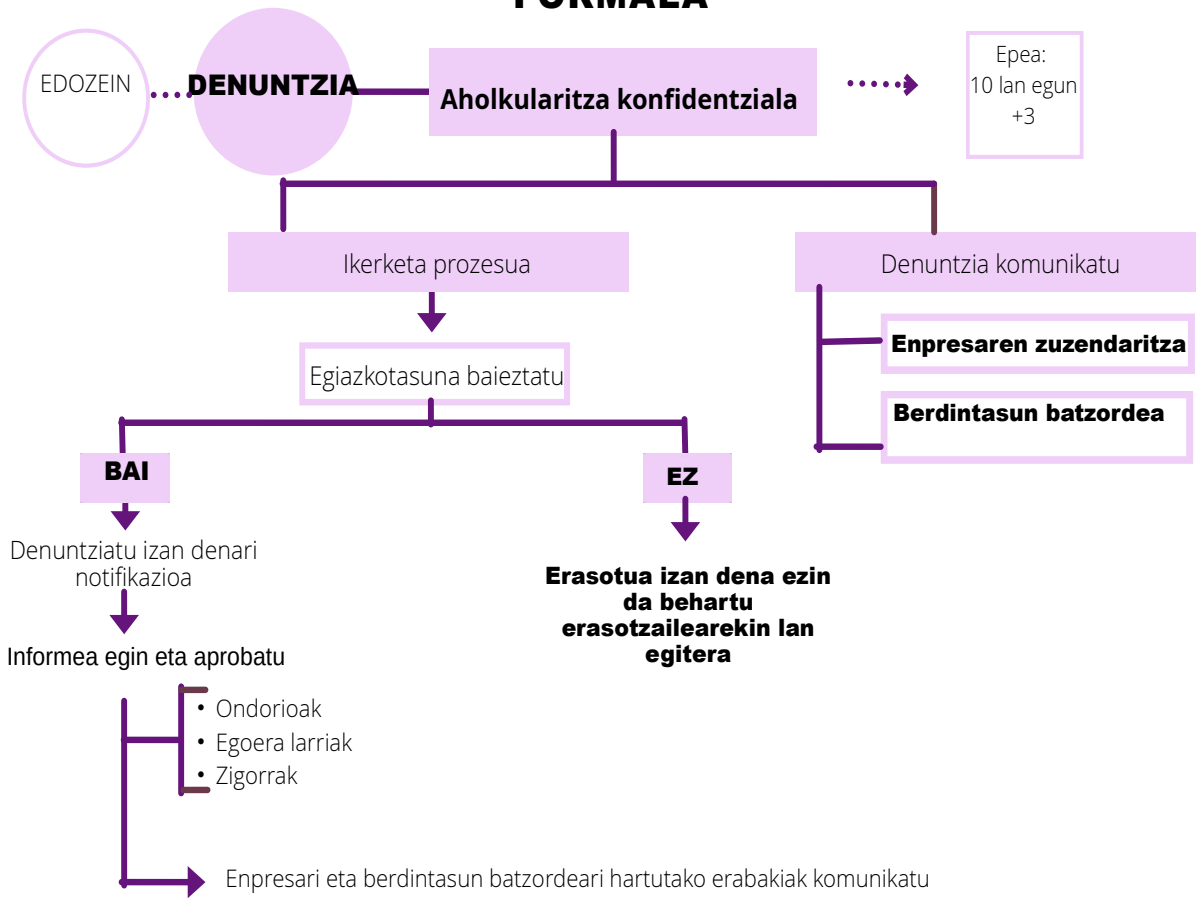 FORMALA
EDOZEIN
DENUNTZIA
Aholkularitza konfidentziala
Epea:
10 lan egun
+3
Ikerketa prozesua
Denuntzia komunikatu
Enpresaren zuzendaritza
Egiazkotasuna baieztatu
Berdintasun batzordea
BAI
EZ
Denuntziatu izan denari
notifikazioa
Erasotua izan dena ezin
da behartu
erasotzailearekin lan
egitera
Informea egin eta aprobatu
• Ondorioak
• Egoera larriak
• Zigorrak
Enpresari eta berdintasun batzordeari hartutako erabakiak komunikatu